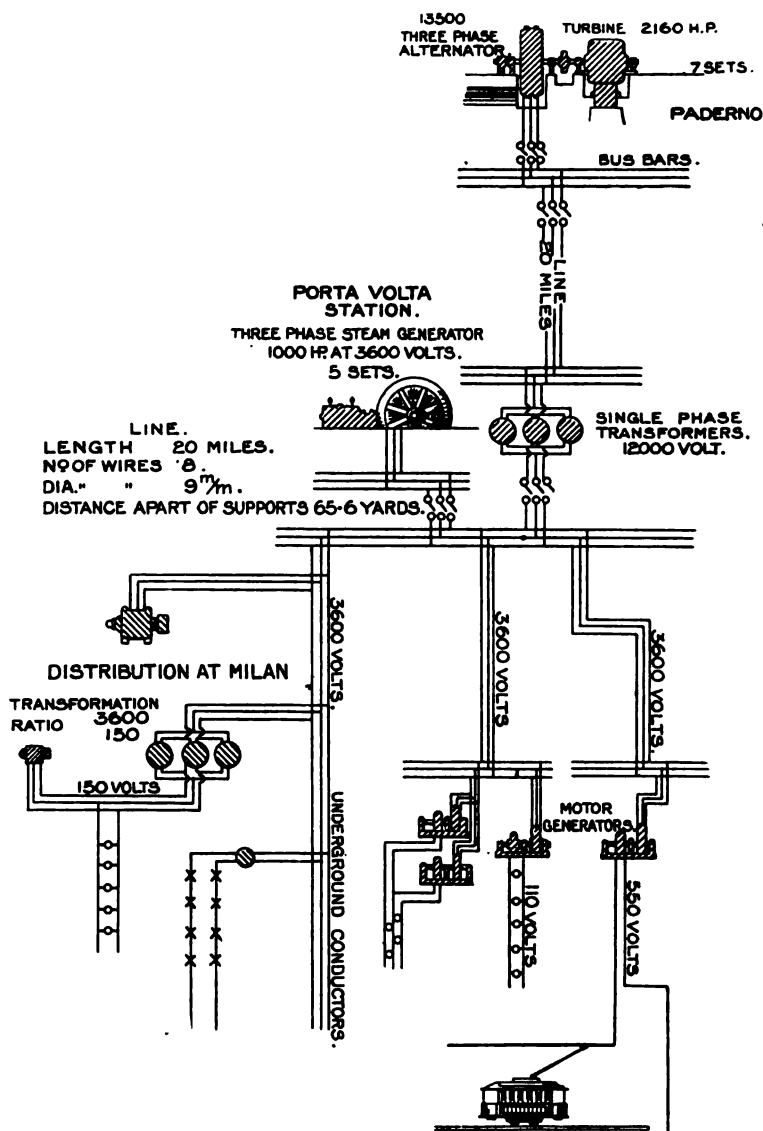 13500
THREE PHASE
ALTERNATOR
TURBINE 2160 H.P.
7 SETS.
PADERNO
BUS BARS.
LINE
20 MILES
PORTA VOLTA
STATION.
THREE PHASE STEAM GENERATOR
1000 HP. AT 3600 VOLTS.
5 SETS.
SINGLE PHASE
TRANSFORMERS.
12000 VOLT.
LINE.
LENGTH 20 MILES.
NO OF WIRES 8.
DIA." " 9 m/m.
DISTANCE APART OF SUPPORTS 65·6 YARDS.
3600 VOLTS.
3600 VOLTS
3600 VOLTS.
DISTRIBUTION AT MILAN
TRANSFORMATION
RATIO 3600
150
150 VOLTS
UNDERGROUND CONDUCTORS.
MOTOR
GENERATORS.
110 VOLTS
550 VOLTS